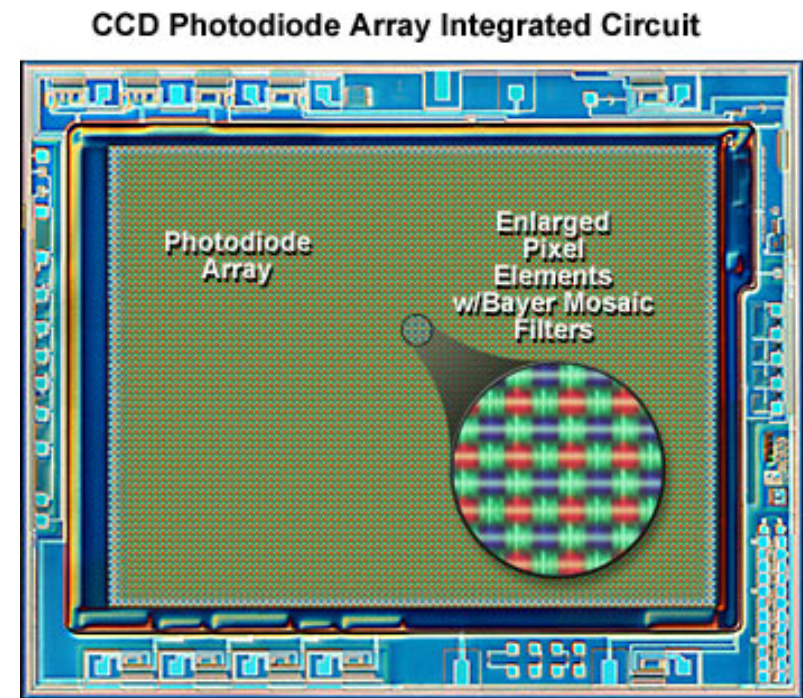 CCD Photodiode Array Integrated Circuit
Photodiode
Array
Enlarged
Pixel
Elements
w/Bayer Mosaic
Filters